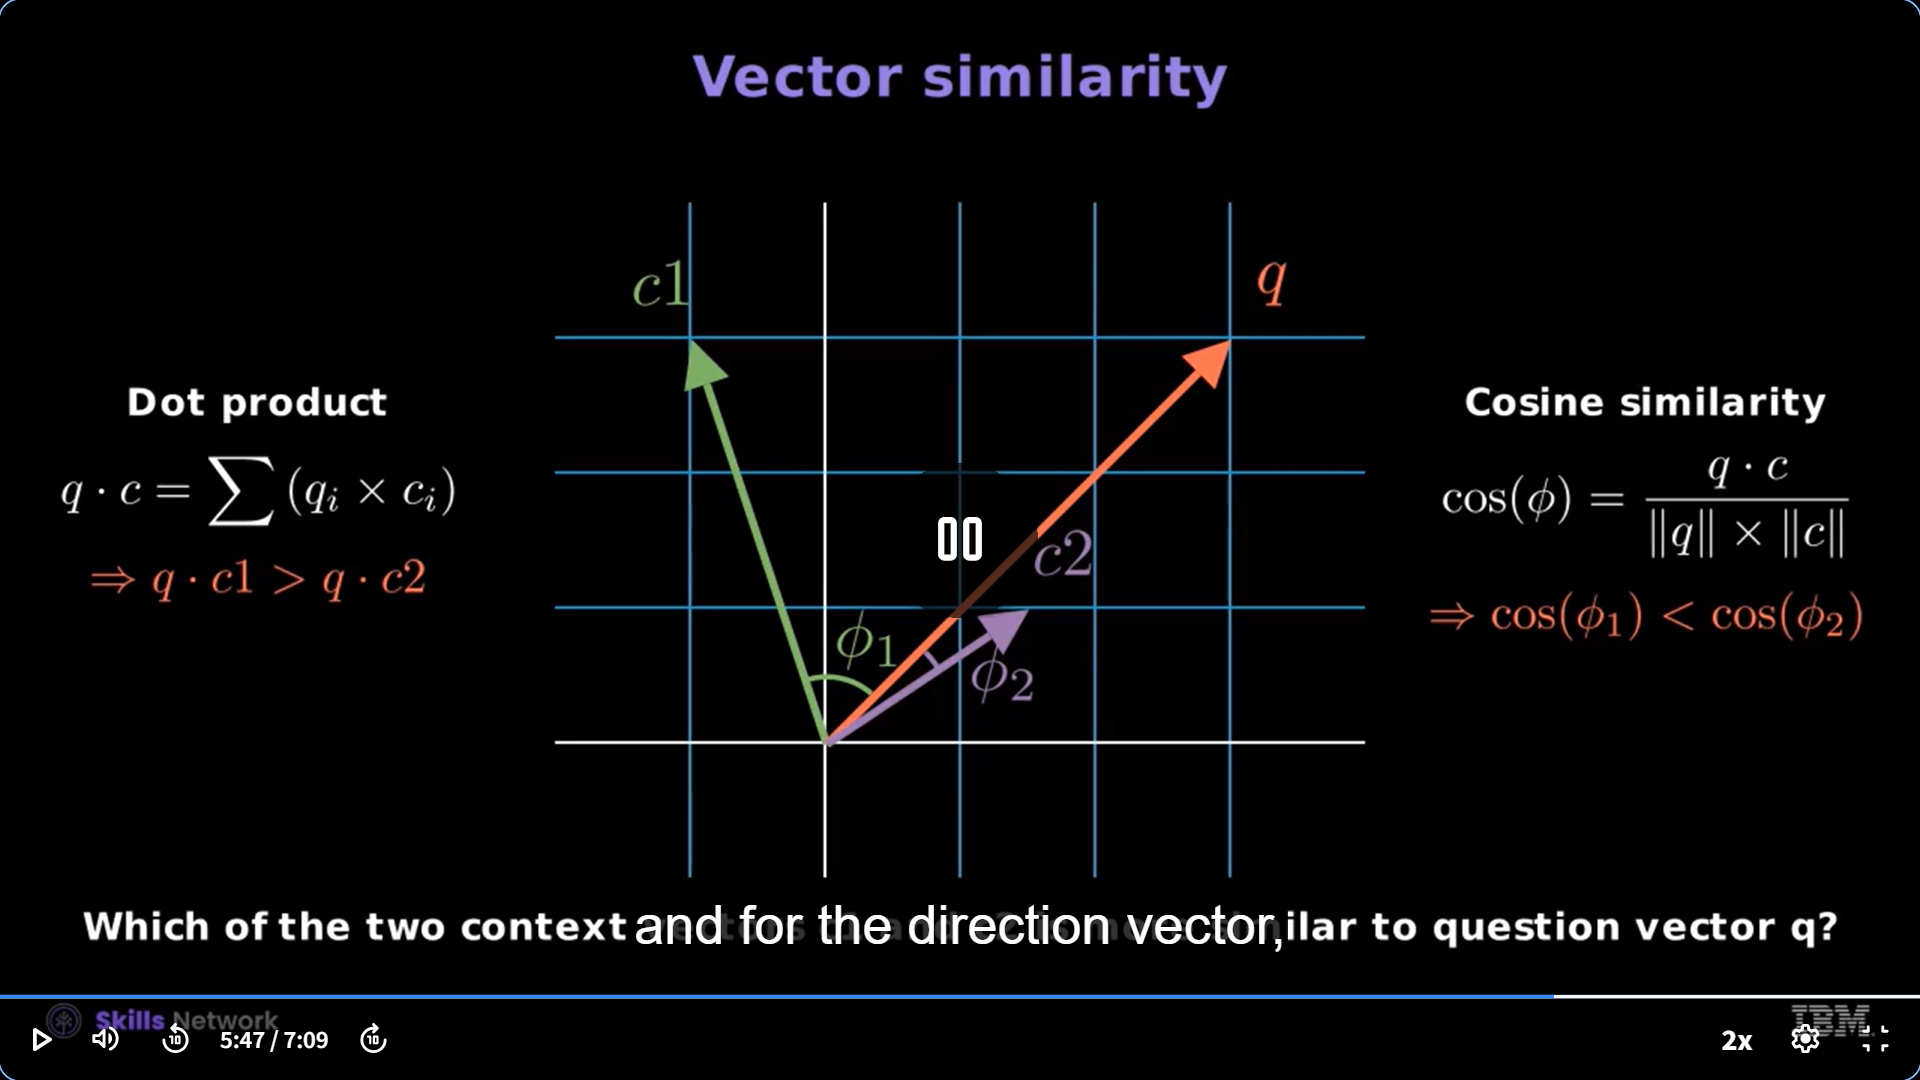 Vector similarity
c1
q
Dot product
q · c = ∑ (qᵢ × cᵢ)
⇒ q · c1 > q · c2
c2
ϕ₁
ϕ₂
Cosine similarity
cos(ϕ) = q · c / ‖q‖ × ‖c‖
⇒ cos(ϕ₁) < cos(ϕ₂)
Which of the two context and for the direction vector, ilar to question vector q?
Skills Network
IBM
10
5:47 / 7:09
10
2x